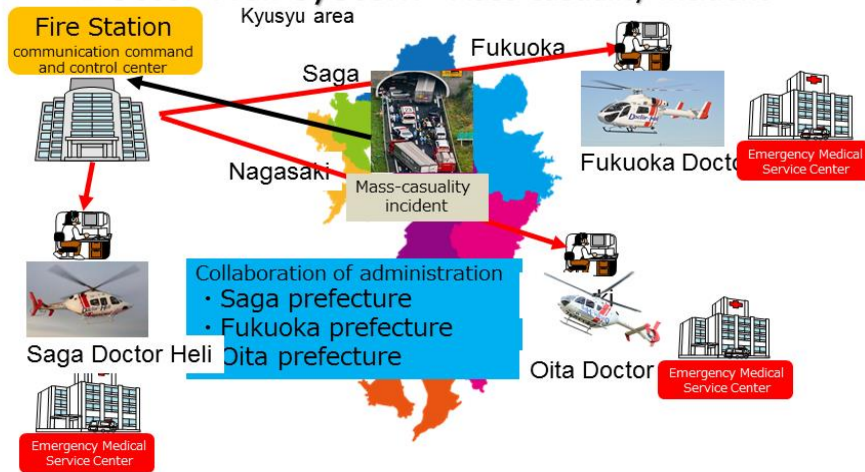 Kyusyu area
Fire Station
communication command
and control center
Fukuoka
Saga
Nagasaki
Mass-casuality
incident
Fukuoka Docto
Emergency Medical
Service Center
Collaboration of administration
・Saga prefecture
・Fukuoka prefecture
Oita prefecture
Saga Doctor Heli
Oita Doctor
Emergency Medical
Service Center
Emergency Medical
Service Center